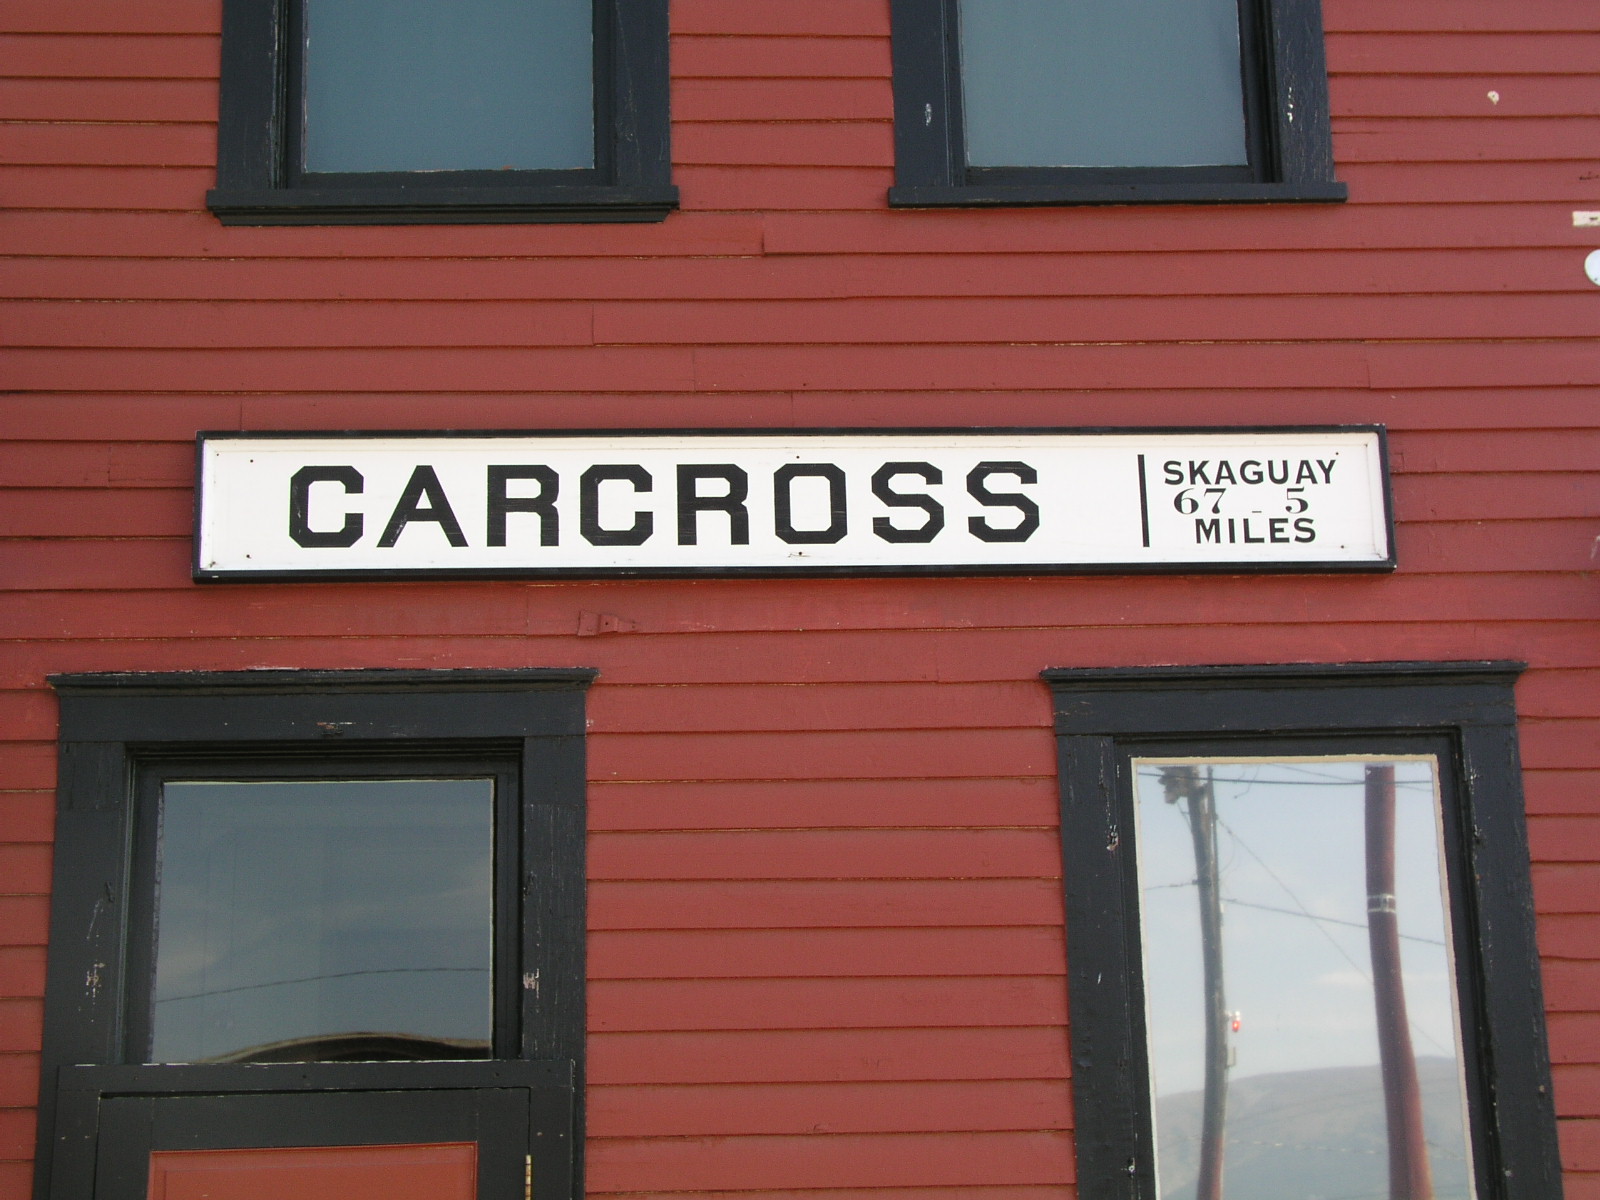 CARCROSS
SKAGUAY
67 - 5
MILES